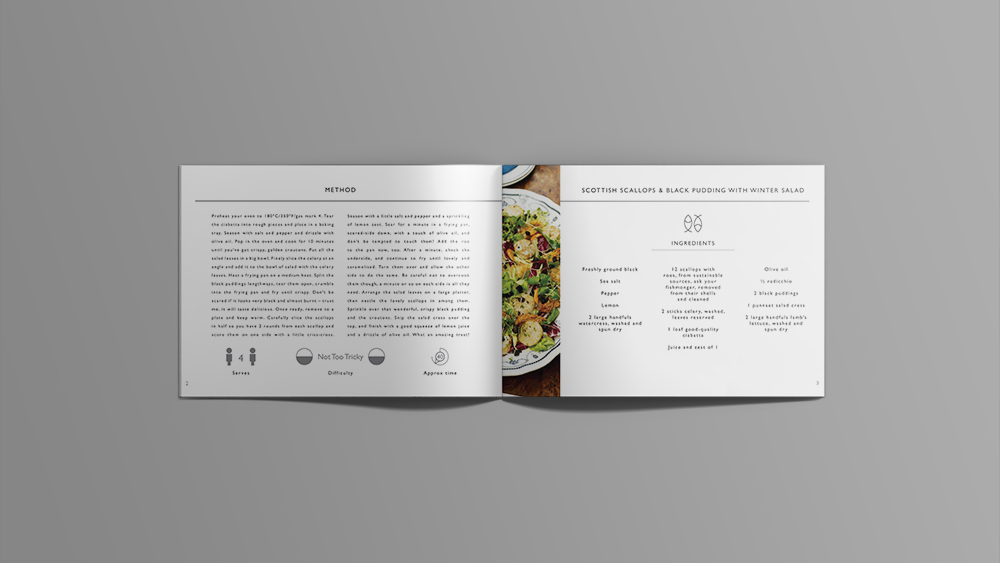 METHOD
Preheat your oven to 180°C/350°F/gas mark 4. Tear
the ciabatta into rough pieces and place in a baking
tray. Season with salt and pepper and drizzle with
olive oil. Pop in the oven and cook for 10 minutes
until you've got crispy, golden croutons. Put all the
salad leaves in a big bowl. Finely slice the celery at an
angle and add it to the bowl of salad with the celery
leaves. Heat a frying pan on a medium heat. Split the
black puddings lengthways, tear them open, crumble
into the frying pan and fry until crispy. Don't be
scared if it looks very black and almost burnt – trust
me, it will taste delicious. Once ready, remove to a
plate and keep warm. Carefully slice the scallops
in half so you have 2 rounds from each scallop and
score them on one side with a little criss-cross.
Season with a little salt and pepper and a sprinkling
of lemon zest. Sear for a minute in a frying pan,
scored-side down, with a touch of olive oil, and
don't be tempted to touch them! Add the roe
to the pan now, too. After a minute, check the
underside, and continue to fry until lovely and
caramelised. Turn them over and allow the other
side to do the same. Be careful not to overcook
them though, a minute or so on each side is all they
need. Arrange the salad leaves on a large platter,
then nestle the lovely scallops in among them.
Sprinkle over that wonderful, crispy black pudding
and the croutons. Snip the salad cress over the
top, and finish with a good squeeze of lemon juice
and a drizzle of olive oil. What an amazing treat!
4
Serves
Not Too Tricky
Difficulty
40
Approx time
2
SCOTTISH SCALLOPS & BLACK PUDDING WITH WINTER SALAD
INGREDIENTS
Freshly ground black
Sea salt
Pepper
Lemon
2 large handfuls
watercress, washed and
spun dry
12 scallops with
roes, from sustainable
sources, ask your
fishmonger, removed
from their shells
and cleaned
2 sticks celery, washed,
leaves reserved
1 loaf good-quality
ciabatta
Juice and zest of 1
Olive oil
½ radicchio
2 black puddings
1 punnet salad cress
2 large handfuls lamb's
lettuce, washed and
spun dry
3